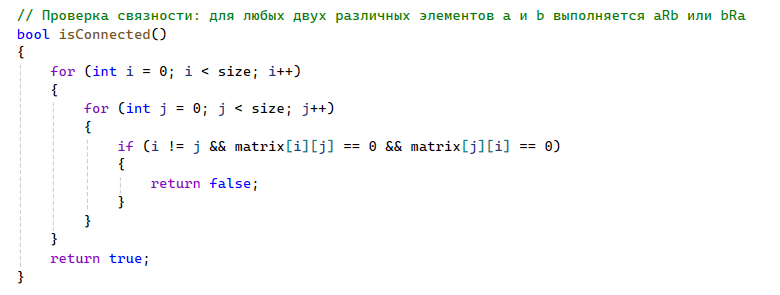 // Проверка связности: для любых двух различных элементов a и b выполняется aRb или bRa
bool isConnected()
{
    for (int i = 0; i < size; i++)
    {
        for (int j = 0; j < size; j++)
        {
            if (i != j && matrix[i][j] == 0 && matrix[j][i] == 0)
            {
                return false;
            }
        }
    }
    return true;
}